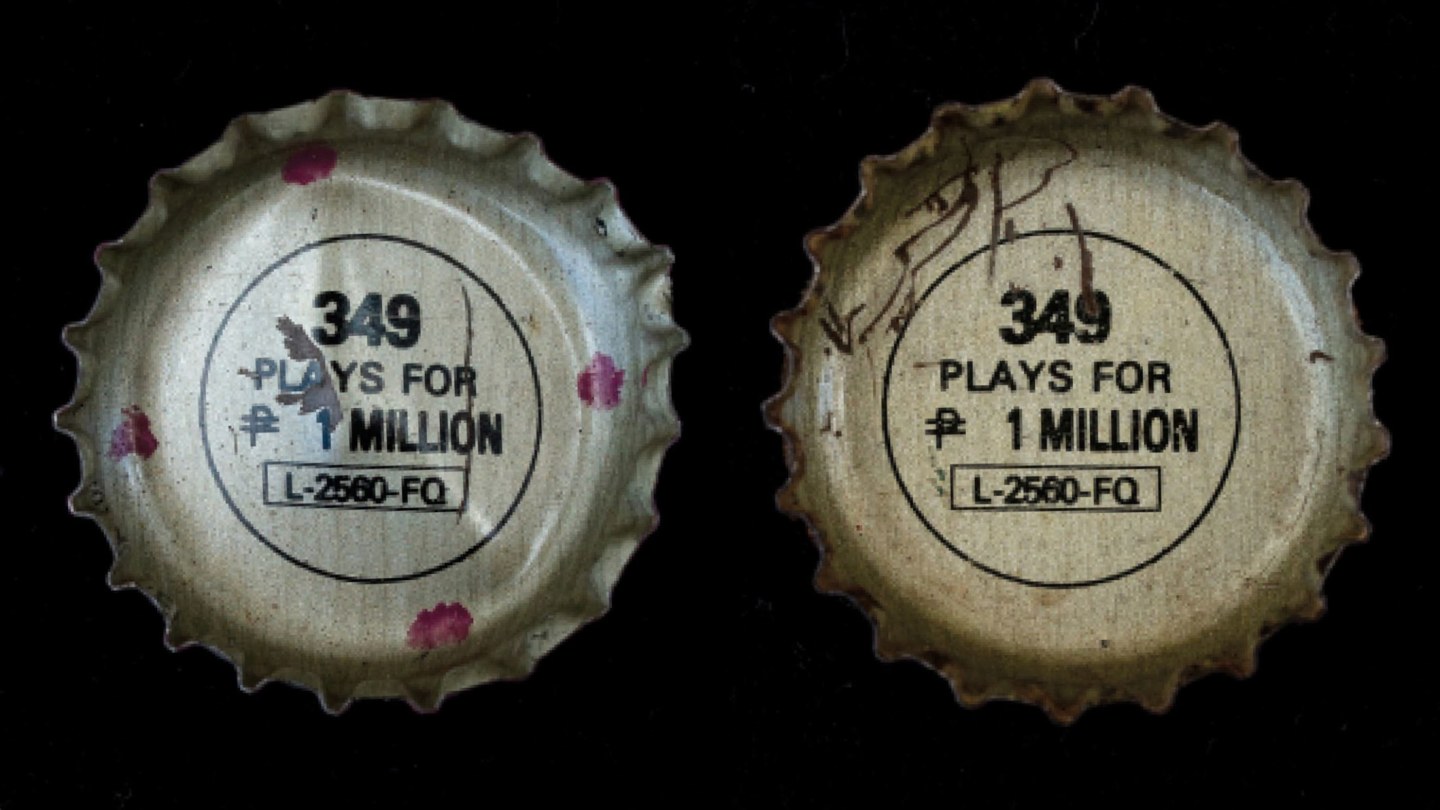 349
PLAYS FOR
₱ 1 MILLION
L-2560-FQ
349
PLAYS FOR
₱ 1 MILLION
L-2560-FQ